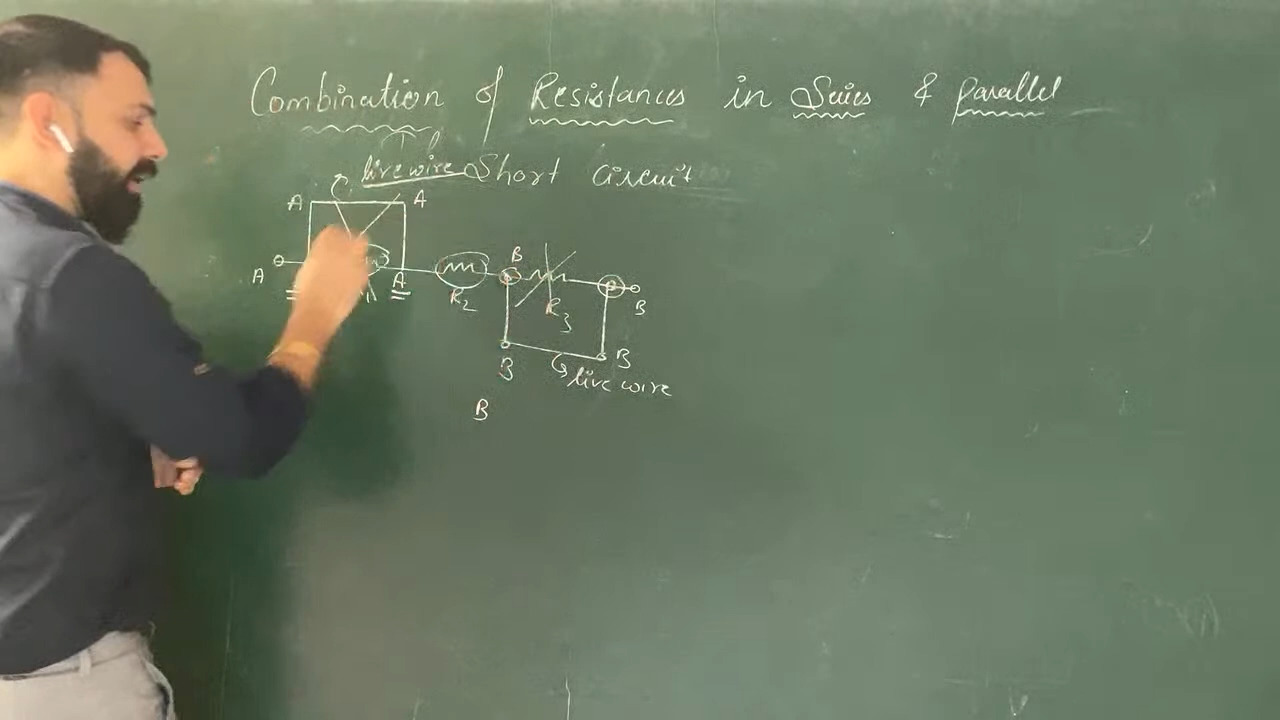 Combination of Resistances in Series & parallel
live wire Short circuit
A A
A A B B
R2 R3
B B
live wire
B